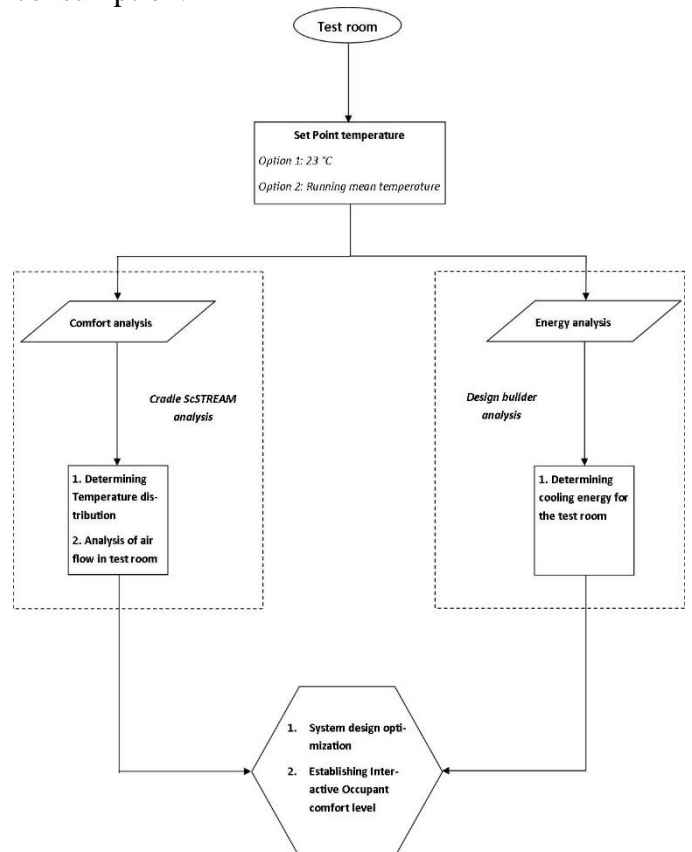 consumption.
Test room
Set Point temperature
Option 1: 23 °C
Option 2: Running mean temperature
Comfort analysis
Energy analysis
Cradle ScSTREAM
analysis
Design builder
analysis
1. Determining
Temperature dis-
tribution
2. Analysis of air
flow in test room
1. Determining
cooling energy for
the test room
1. System design opti-
mization
2. Establishing Inter-
active Occupant
comfort level